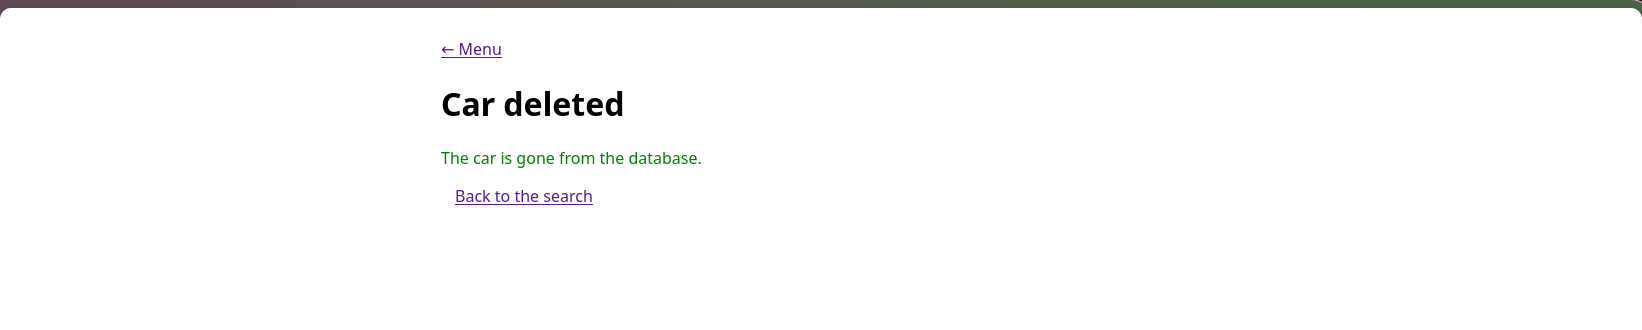 ← Menu
Car deleted
The car is gone from the database.
Back to the search